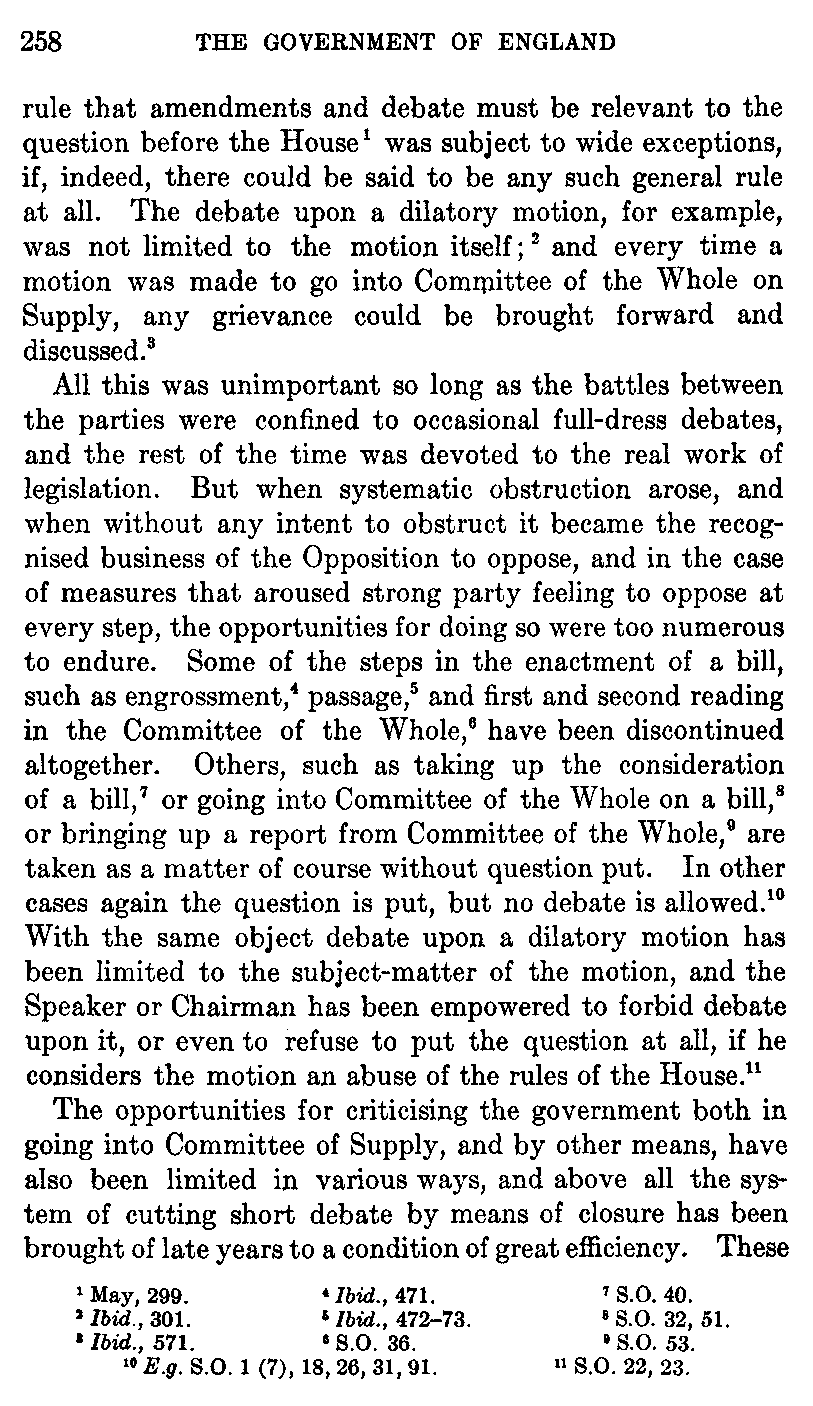 258 THE GOVERNMENT OF ENGLAND
rule that amendments and debate must be relevant to the
question before the House¹ was subject to wide exceptions,
if, indeed, there could be said to be any such general rule
at all. The debate upon a dilatory motion, for example,
was not limited to the motion itself;² and every time a
motion was made to go into Committee of the Whole on
Supply, any grievance could be brought forward and
discussed.³
All this was unimportant so long as the battles between
the parties were confined to occasional full-dress debates,
and the rest of the time was devoted to the real work of
legislation. But when systematic obstruction arose, and
when without any intent to obstruct it became the recog-
nised business of the Opposition to oppose, and in the case
of measures that aroused strong party feeling to oppose at
every step, the opportunities for doing so were too numerous
to endure. Some of the steps in the enactment of a bill,
such as engrossment,⁴ passage,⁵ and first and second reading
in the Committee of the Whole,⁶ have been discontinued
altogether. Others, such as taking up the consideration
of a bill,⁷ or going into Committee of the Whole on a bill,⁸
or bringing up a report from Committee of the Whole,⁹ are
taken as a matter of course without question put. In other
cases again the question is put, but no debate is allowed.¹⁰
With the same object debate upon a dilatory motion has
been limited to the subject-matter of the motion, and the
Speaker or Chairman has been empowered to forbid debate
upon it, or even to refuse to put the question at all, if he
considers the motion an abuse of the rules of the House.¹¹
The opportunities for criticising the government both in
going into Committee of Supply, and by other means, have
also been limited in various ways, and above all the sys-
tem of cutting short debate by means of closure has been
brought of late years to a condition of great efficiency. These
¹ May, 299. ⁴ Ibid., 471. ⁷ S.O. 40.
² Ibid., 301. ⁵ Ibid., 472–73. ⁸ S.O. 32, 51.
³ Ibid., 571. ⁶ S.O. 36. ⁹ S.O. 53.
¹⁰ E.g. S.O. 1 (7), 18, 26, 31, 91. ¹¹ S.O. 22, 23.